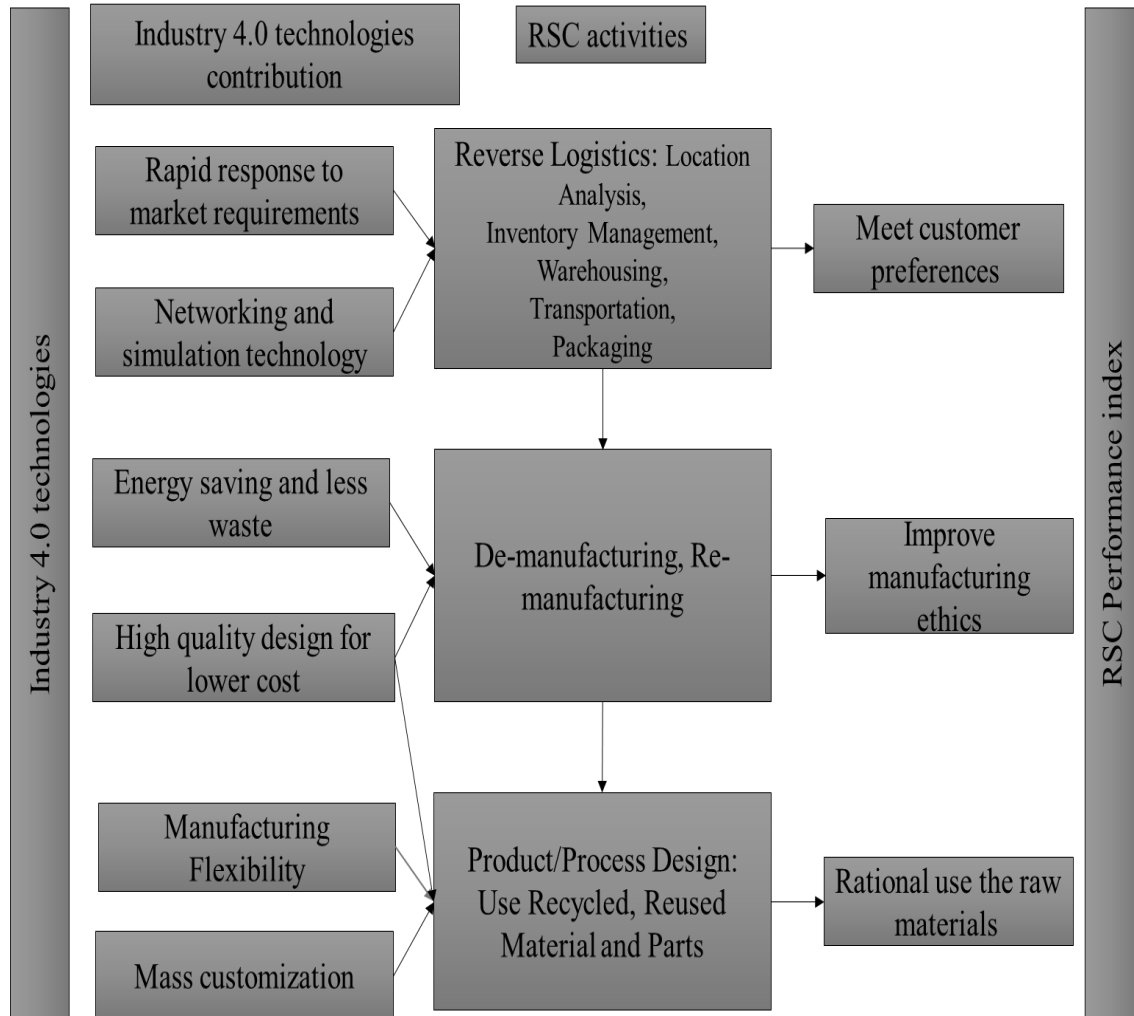 Industry 4.0 technologies
Industry 4.0 technologies
contribution
RSC activities
Rapid response to
market requirements
Networking and
simulation technology
Reverse Logistics: Location
Analysis,
Inventory Management,
Warehousing,
Transportation,
Packaging
Meet customer
preferences
Energy saving and less
waste
High quality design for
lower cost
De-manufacturing, Re-
manufacturing
Improve
manufacturing
ethics
Manufacturing
Flexibility
Mass customization
Product/Process Design:
Use Recycled, Reused
Material and Parts
Rational use the raw
materials
RSC Performance index